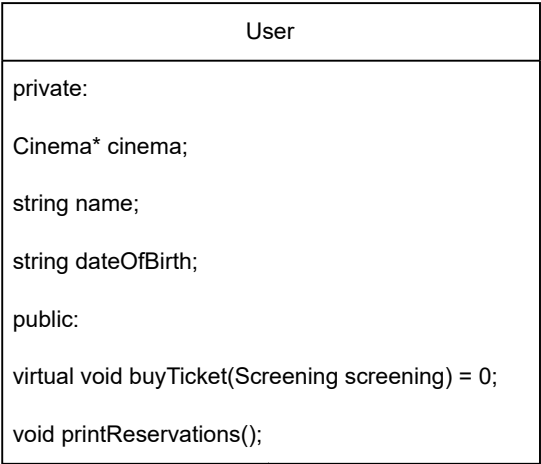 User
private:
Cinema* cinema;
string name;
string dateOfBirth;
public:
virtual void buyTicket(Screening screening) = 0;
void printReservations();